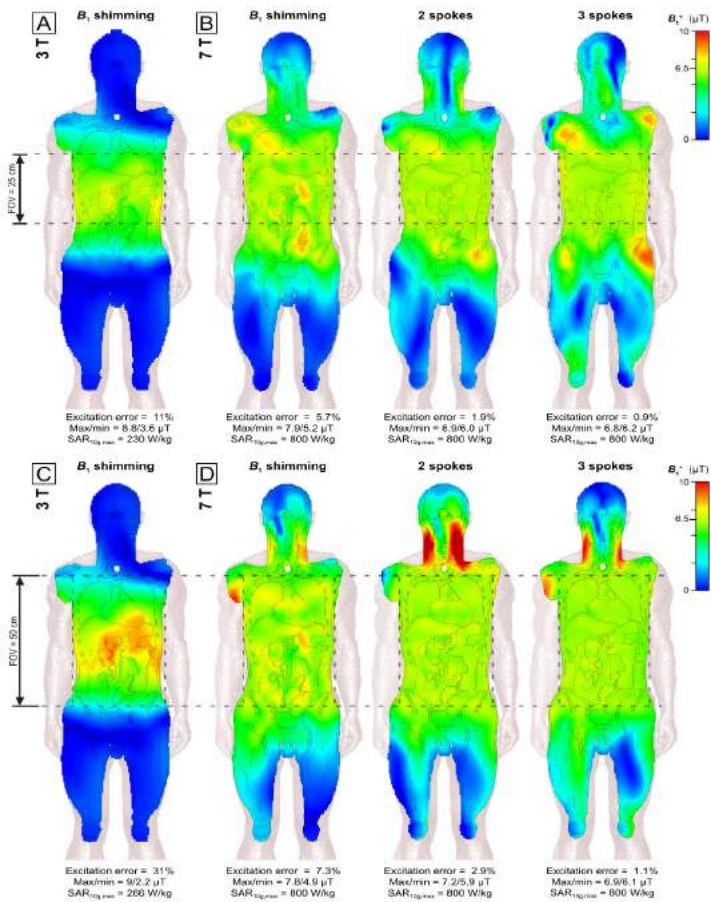 A B₁ shimming B B₁ shimming 2 spokes 3 spokes
3 T 7 T
B₁⁺ (µT)
10
6.5
0
FOV = 25 cm
Excitation error = 11%
Max/min = 8.8/3.6 µT
SAR10g,max = 230 W/kg
Excitation error = 5.7%
Max/min = 7.9/5.2 µT
SAR10g,max = 800 W/kg
Excitation error = 1.9%
Max/min = 6.9/6.0 µT
SAR10g,max = 800 W/kg
Excitation error = 0.9%
Max/min = 6.8/6.2 µT
SAR10g,max = 800 W/kg
C B₁ shimming D B₁ shimming 2 spokes 3 spokes
3 T 7 T
B₁⁺ (µT)
10
6.5
0
FOV = 50 cm
Excitation error = 31%
Max/min = 9/2.2 µT
SAR10g,max = 266 W/kg
Excitation error = 7.3%
Max/min = 7.8/4.9 µT
SAR10g,max = 800 W/kg
Excitation error = 2.9%
Max/min = 7.2/5.9 µT
SAR10g,max = 800 W/kg
Excitation error = 1.1%
Max/min = 6.9/6.1 µT
SAR10g,max = 800 W/kg